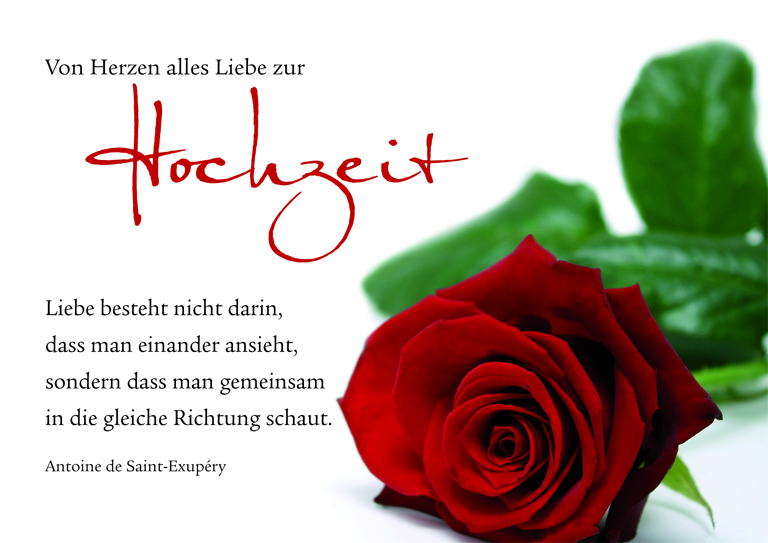 Von Herzen alles Liebe zur
Hochzeit
Liebe besteht nicht darin,
dass man einander ansieht,
sondern dass man gemeinsam
in die gleiche Richtung schaut.
Antoine de Saint-Exupéry